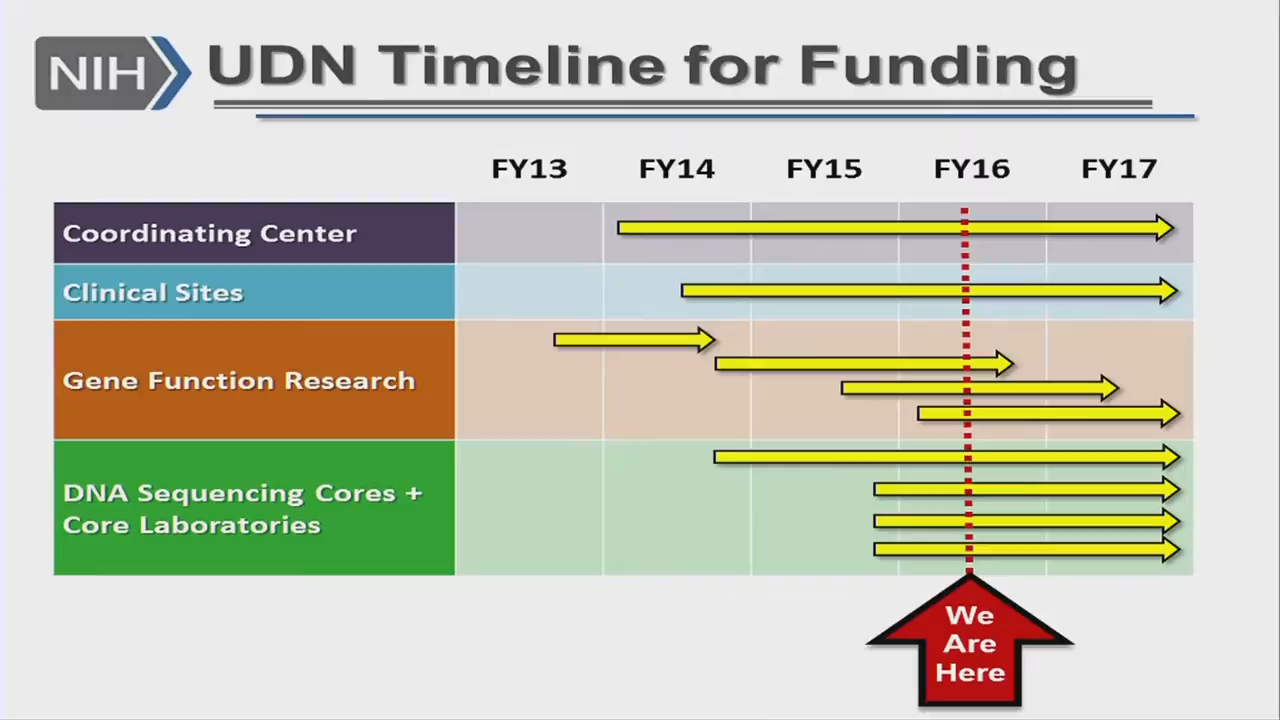 NIH
UDN Timeline for Funding
FY13 FY14 FY15 FY16 FY17
Coordinating Center
Clinical Sites
Gene Function Research
DNA Sequencing Cores +
Core Laboratories
We
Are
Here